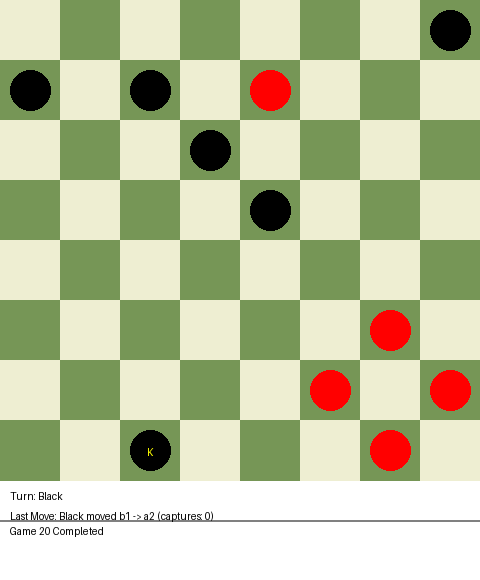 K
Turn: Black
Last Move: Black moved b1 -> a2 (captures: 0)
Game 20 Completed